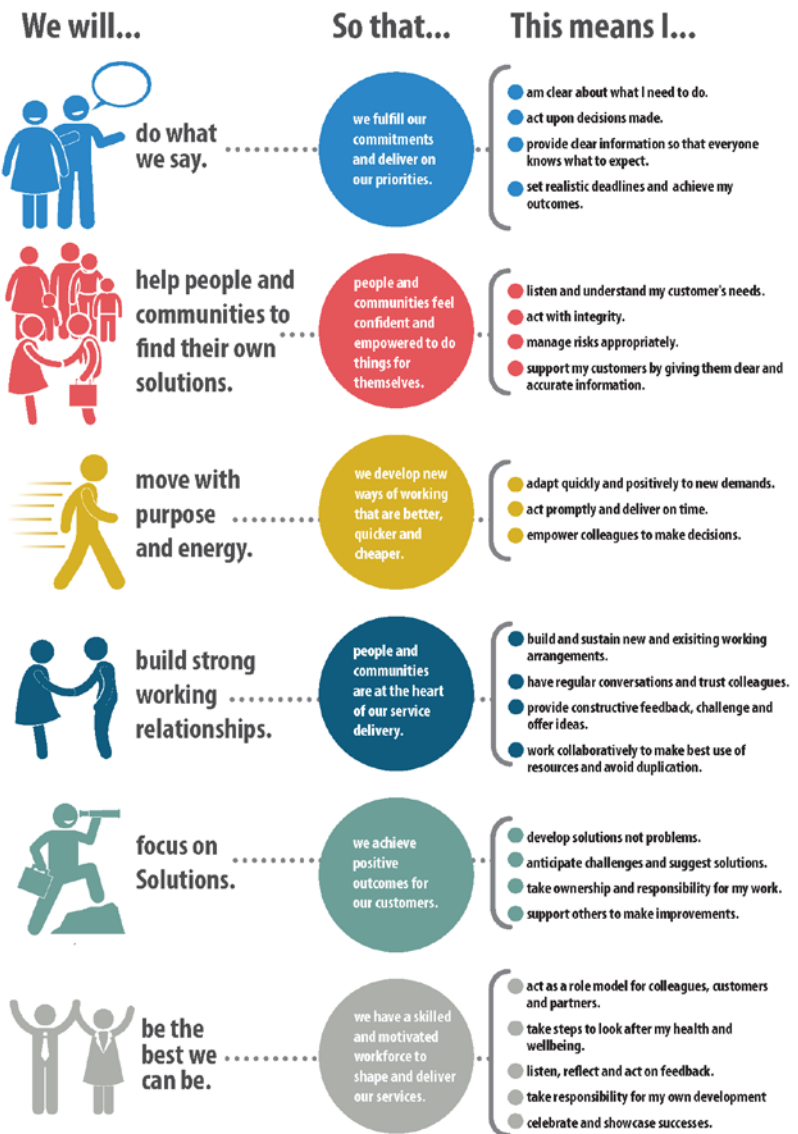 We will...
So that...
This means I...
do what
we say.
we fulfill our
commitments
and deliver on
our priorities.
am clear about what I need to do.
act upon decisions made.
provide clear information so that everyone
knows what to expect.
set realistic deadlines and achieve my
outcomes.
help people and
communities to
find their own
solutions.
people and
communities feel
confident and
empowered to do
things for
themselves.
listen and understand my customer's needs.
act with integrity.
manage risks appropriately.
support my customers by giving them clear and
accurate information.
move with
purpose
and energy.
we develop new
ways of working
that are better,
quicker and
cheaper.
adapt quickly and positively to new demands.
act promptly and deliver on time.
empower colleagues to make decisions.
build strong
working
relationships.
people and
communities
are at the heart
of our service
delivery.
build and sustain new and exisiting working
arrangements.
have regular conversations and trust colleagues.
provide constructive feedback, challenge and
offer ideas.
work collaboratively to make best use of
resources and avoid duplication.
focus on
Solutions.
we achieve
positive
outcomes for
our customers.
develop solutions not problems.
anticipate challenges and suggest solutions.
take ownership and responsibility for my work.
support others to make improvements.
be the
best we
can be.
we have a skilled
and motivated
workforce to
shape and deliver
our services.
act as a role model for colleagues, customers
and partners.
take steps to look after my health and
wellbeing.
listen, reflect and act on feedback.
take responsibility for my own development
celebrate and showcase successes.